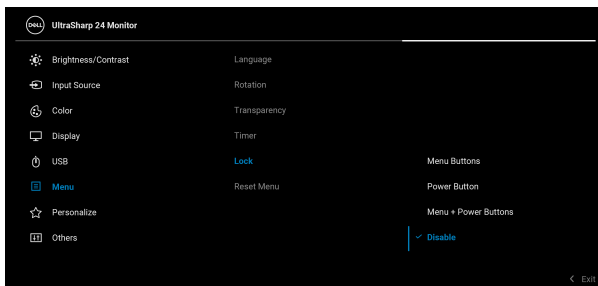 DELL UltraSharp 24 Monitor
Brightness/Contrast Language
Input Source Rotation
Color Transparency
Display Timer
USB Lock Menu Buttons
Menu Reset Menu Power Button
Personalize Menu + Power Buttons
Others Disable
Exit